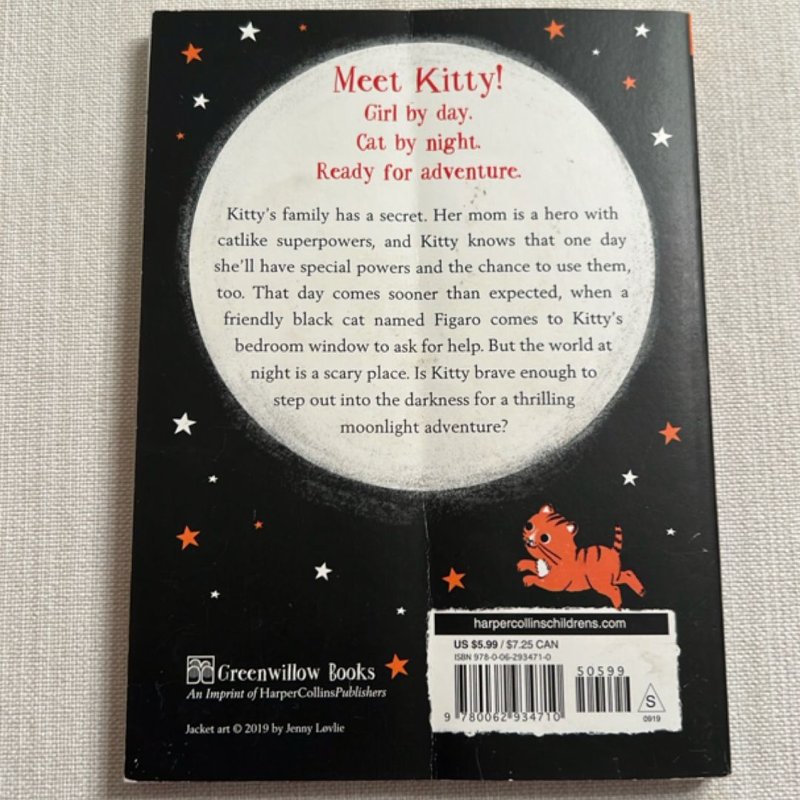 Meet Kitty!
Girl by day.
Cat by night.
Ready for adventure.
Kitty's family has a secret. Her mom is a hero with
catlike superpowers, and Kitty knows that one day
she'll have special powers and the chance to use them,
too. That day comes sooner than expected, when a
friendly black cat named Figaro comes to Kitty's
bedroom window to ask for help. But the world at
night is a scary place. Is Kitty brave enough to
step out into the darkness for a thrilling
moonlight adventure?
harpercollinschildrens.com
US $5.99 / $7.25 CAN
ISBN 978-0-06-293471-0
50599
9 780062 934710
S
0919
Greenwillow Books
An Imprint of HarperCollinsPublishers
Jacket art © 2019 by Jenny Løvlie